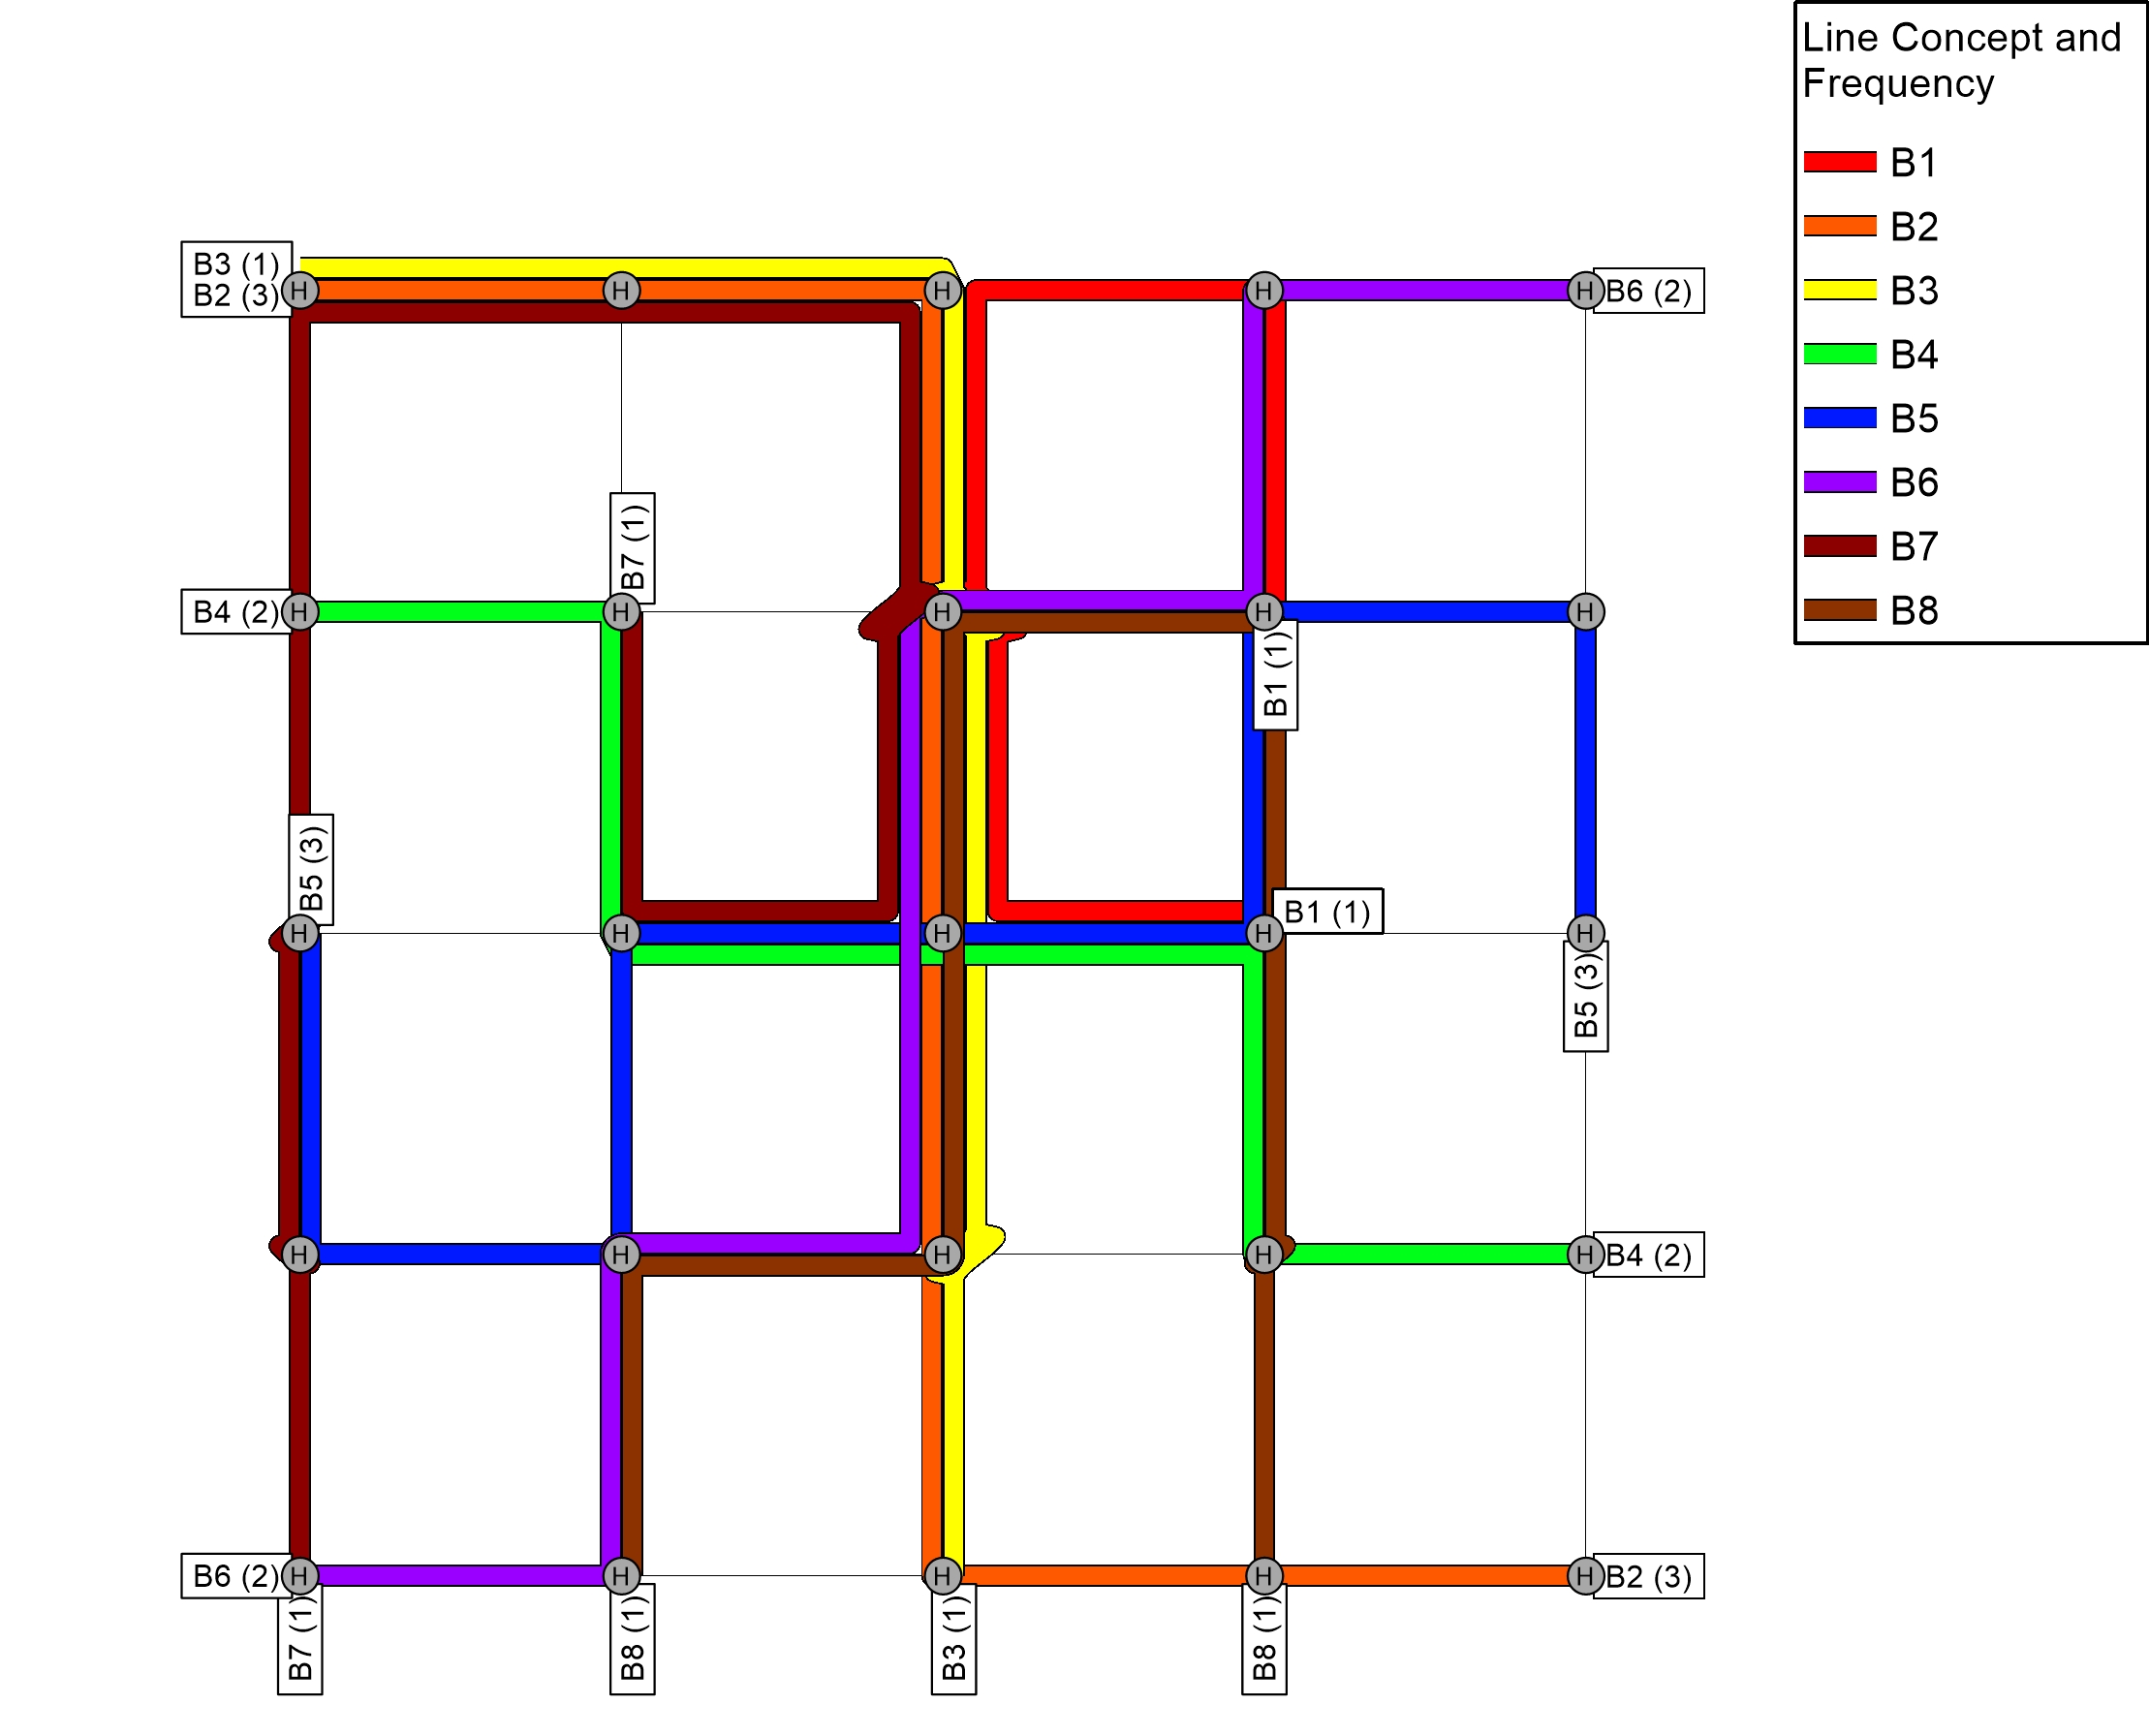 Line Concept and
Frequency
B1
B2
B3
B4
B5
B6
B7
B8
B3 (1)
B2 (3)
H
H
H
H
H
B6 (2)
B7 (1)
B4 (2)
H
H
H
H
H
B1 (1)
B5 (3)
B1 (1)
H
H
H
H
H
B5 (3)
H
H
H
H
H
B4 (2)
B6 (2)
H
H
H
H
H
B2 (3)
B7 (1)
B8 (1)
B3 (1)
B8 (1)